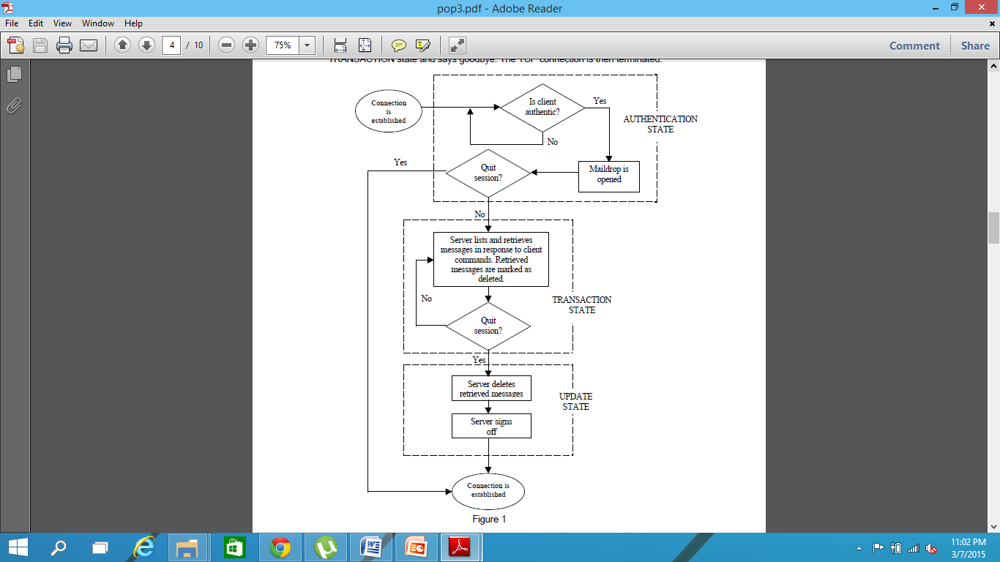 pop3.pdf - Adobe Reader
File Edit View Window Help
4 / 10 75% Comment Share
TRANSACTION state and says goodbye. The TCP connection is then terminated.
Connection
is
established
Is client
authentic?
Yes
No
AUTHENTICATION
STATE
Maildrop is
opened
Quit
session?
Yes
No
Server lists and retrieves
messages in response to client
commands. Retrieved
messages are marked as
deleted.
No
TRANSACTION
STATE
Quit
session?
Yes
Server deletes
retrieved messages
UPDATE
STATE
Server signs
off
Connection is
established
Figure 1
11:02 PM
3/7/2015